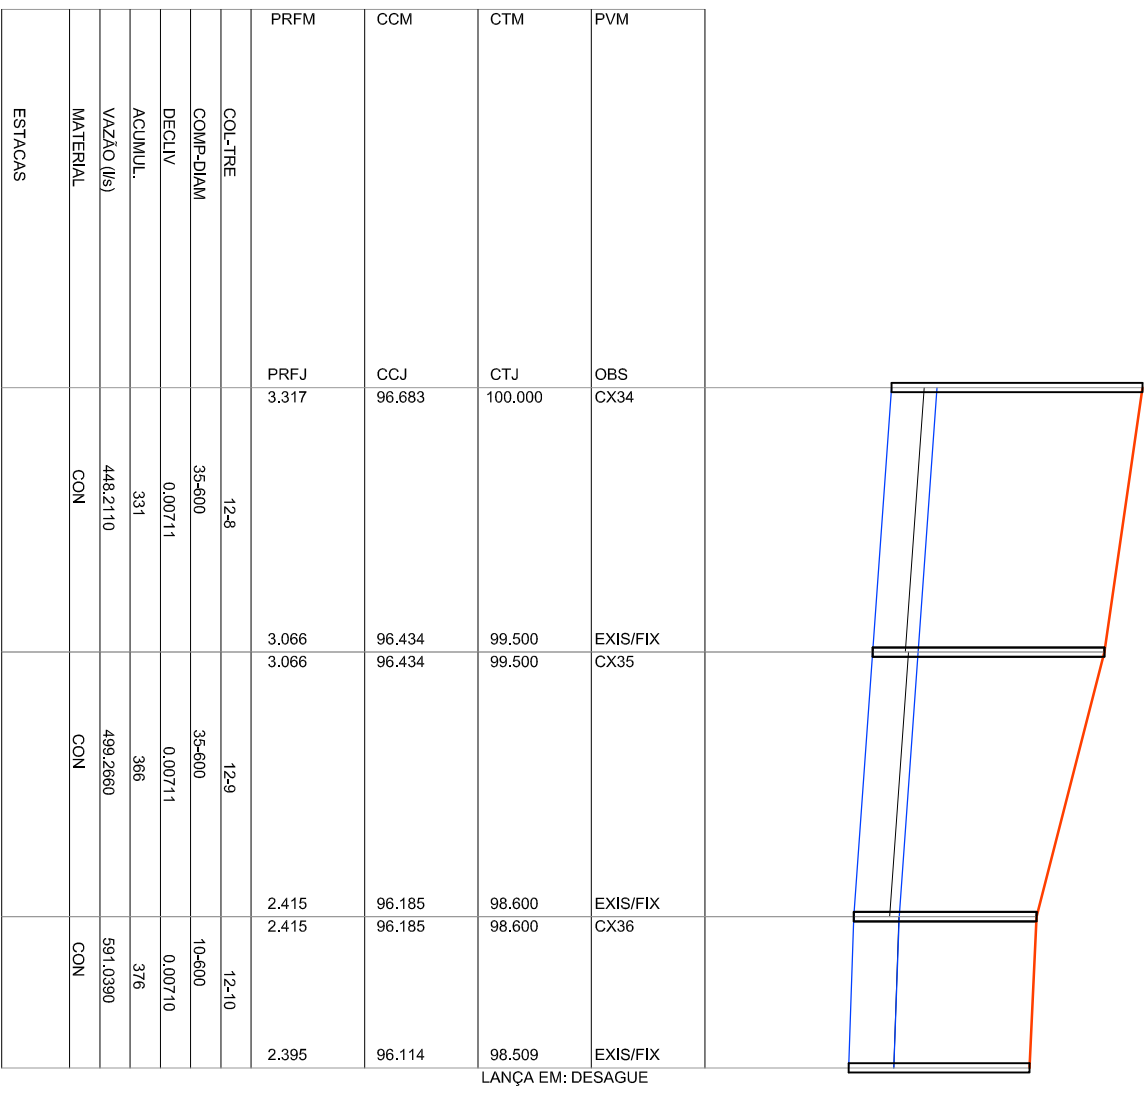 PRFM CCM CTM PVM
ESTACAS
MATERIAL
VAZÃO (l/s)
ACUMUL.
DECLIV
COMP-DIAM
COL-TRE
PRFJ CCJ CTJ OBS
3.317 96.683 100.000 CX34
CON
448.2110
331
0.00711
35-600
12-8
3.066 96.434 99.500 EXIS/FIX
3.066 96.434 99.500 CX35
CON
499.2660
366
0.00711
35-600
12-9
2.415 96.185 98.600 EXIS/FIX
2.415 96.185 98.600 CX36
CON
591.0390
376
0.00710
10-600
12-10
2.395 96.114 98.509 EXIS/FIX
LANÇA EM: DESAGUE